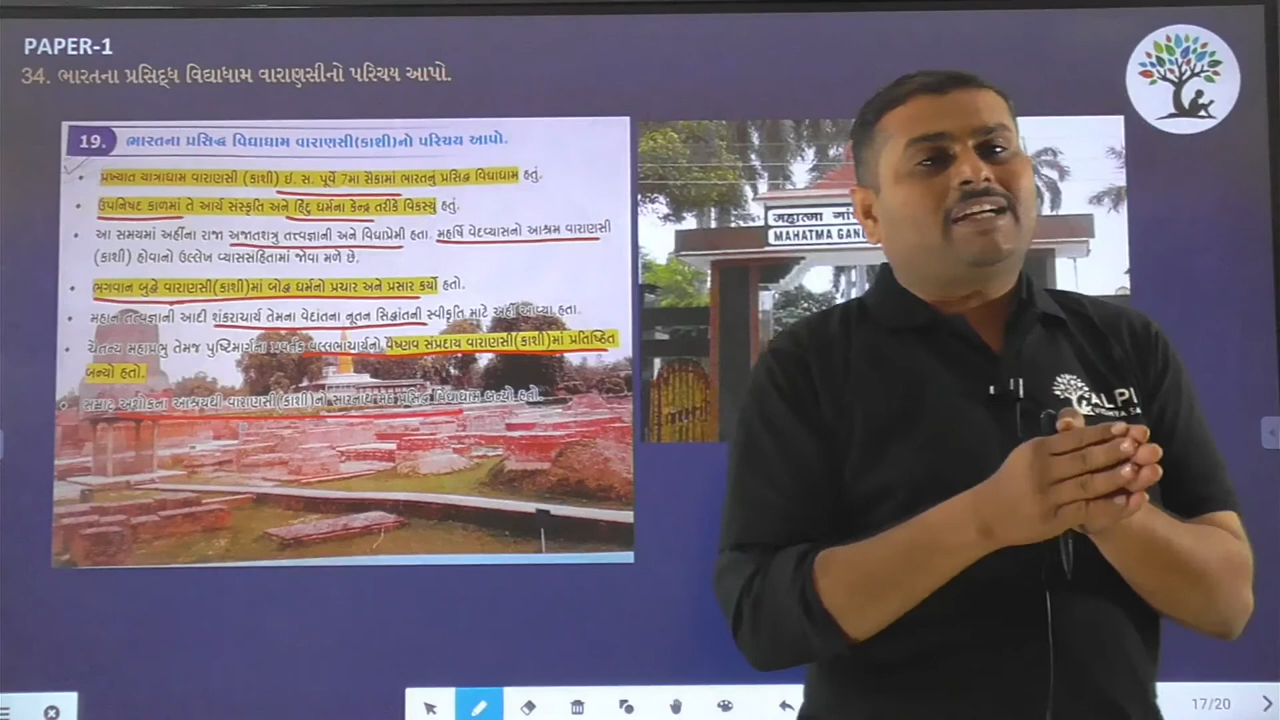 PAPER-1
34. ભારતના પ્રસિદ્ધ વિદ્યાધામ વારાણસીનો પરિચય આપો.
19. ભારતના પ્રસિદ્ધ વિદ્યાધામ વારાણસી(કાશી)નો પરિચય આપો.
• પ્રખ્યાત યાત્રાધામ વારાણસી (કાશી) ઈ. સ. પૂર્વે 7મા સૈકામાં ભારતનું પ્રસિદ્ધ વિદ્યાધામ હતું.
• ઉપનિષદ કાળમાં તે આર્ય સંસ્કૃતિ અને હિંદુ ધર્મના કેન્દ્ર તરીકે વિકસ્યું હતું.
• આ સમયમાં અહીંના રાજા અજાતશત્રુ તત્ત્વજ્ઞાની અને વિદ્યાપ્રેમી હતા. મહર્ષિ વેદવ્યાસનો આશ્રમ વારાણસી
(કાશી) હોવાનો ઉલ્લેખ વ્યાસસંહિતામાં જોવા મળે છે.
• ભગવાન બુદ્ધે વારાણસી(કાશી)માં બૌદ્ધ ધર્મનો પ્રચાર અને પ્રસાર કર્યો હતો.
• મહાન તત્ત્વજ્ઞાની આદી શંકરાચાર્ય તેમના વેદાંતના નૂતન સિદ્ધાંતની સ્વીકૃતિ માટે અહીં આવ્યા હતા.
• ચૈતન્ય મહાપ્રભુ તેમજ પુષ્ટિમાર્ગના પ્રવર્તક વલ્લભાચાર્યનો વૈષ્ણવ સંપ્રદાય વારાણસી(કાશી)માં પ્રતિષ્ઠિત
બન્યો હતો.
• સમ્રાટ અશોકના આશ્રયથી વારાણસી(કાશી)નો સારનાથ મઠ પ્રસિદ્ધ વિદ્યાધામ બન્યો હતો.
महात्मा
MAHATMA
17/20